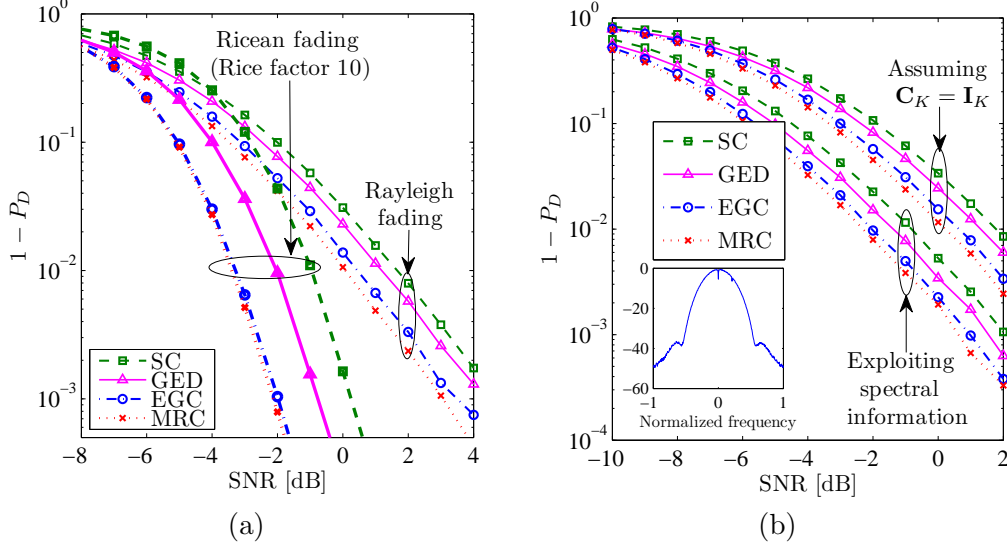 10^0
10^{-1}
10^{-2}
10^{-3}
1 − P_D
Ricean fading
(Rice factor 10)
Rayleigh
fading
SC
GED
EGC
MRC
−8 −6 −4 −2 0 2 4
SNR [dB]
(a)
10^0
10^{-1}
10^{-2}
10^{-3}
10^{-4}
1 − P_D
Assuming
C_K = I_K
SC
GED
EGC
MRC
0
−20
−40
−60
−1 0 1
Normalized frequency
Exploiting
spectral
information
−10 −8 −6 −4 −2 0 2
SNR [dB]
(b)